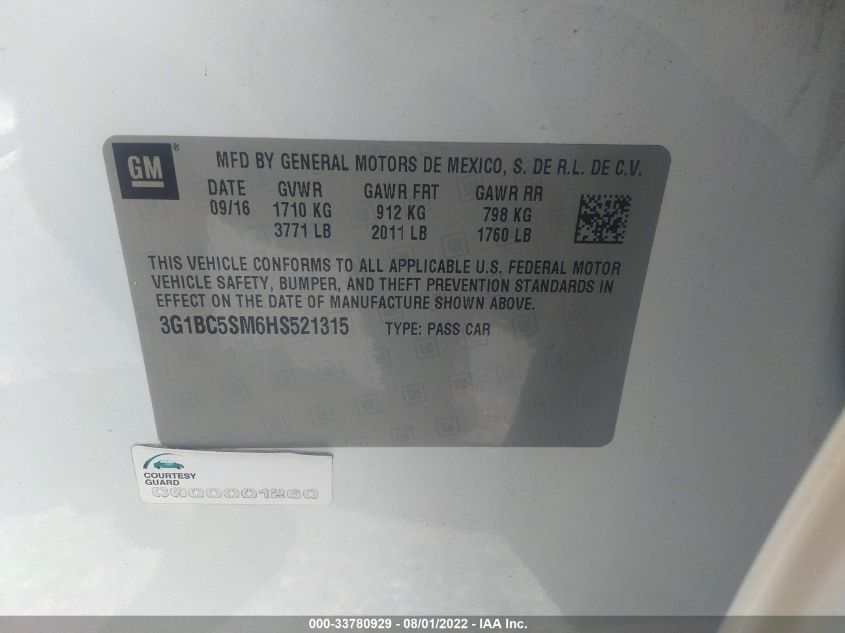 GM
MFD BY GENERAL MOTORS DE MEXICO, S. DE R.L. DE C.V.
DATE GVWR GAWR FRT GAWR RR
09/16 1710 KG 912 KG 798 KG
3771 LB 2011 LB 1760 LB
THIS VEHICLE CONFORMS TO ALL APPLICABLE U.S. FEDERAL MOTOR
VEHICLE SAFETY, BUMPER, AND THEFT PREVENTION STANDARDS IN
EFFECT ON THE DATE OF MANUFACTURE SHOWN ABOVE.
3G1BC5SM6HS521315 TYPE: PASS CAR
COURTESY
GUARD
000-33780929 - 08/01/2022 - IAA Inc.